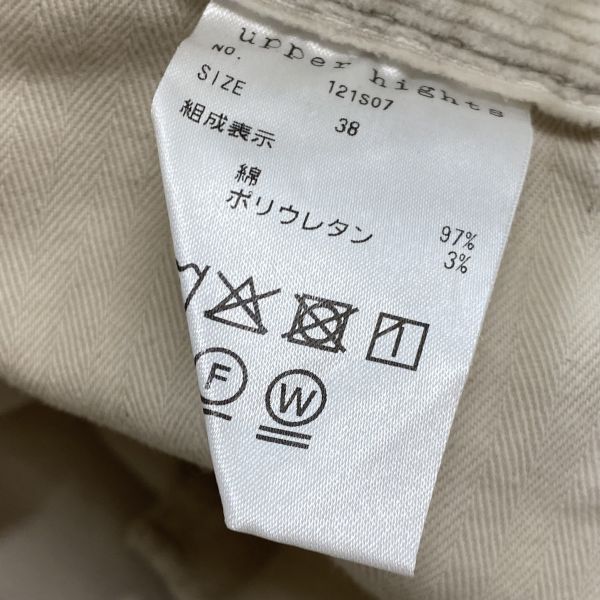 upper hights
NO. 121S07
SIZE 38
組成表示
綿 97%
ポリウレタン 3%
F W